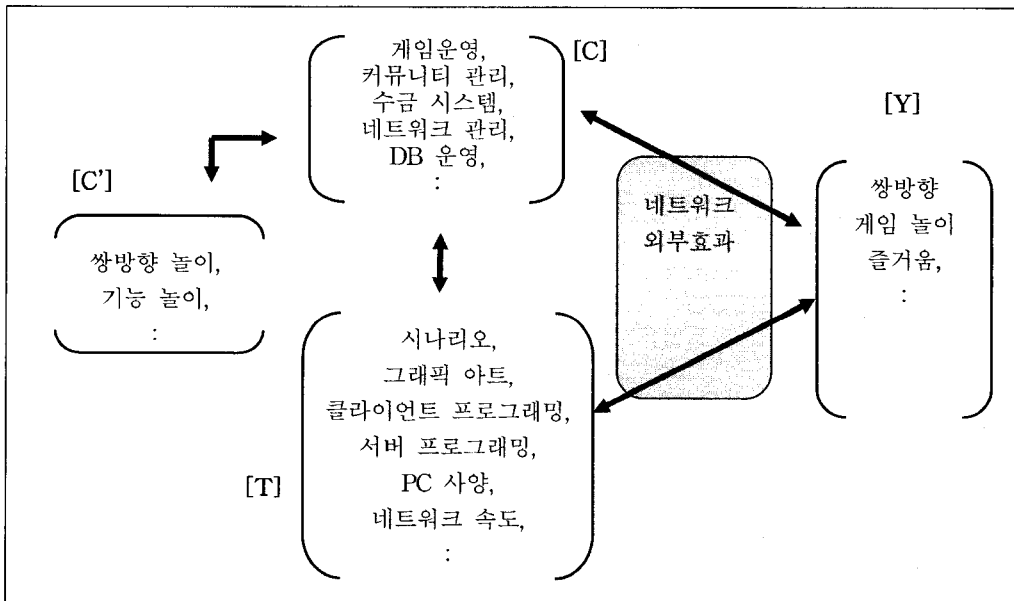 게임운영,
커뮤니티 관리,
수금 시스템,
네트워크 관리,
DB 운영,
:
[C]
[C']
쌍방향 놀이,
기능 놀이,
:
네트워크
외부효과
[Y]
쌍방향
게임 놀이
즐거움,
:
[T]
시나리오,
그래픽 아트,
클라이언트 프로그래밍,
서버 프로그래밍,
PC 사양,
네트워크 속도,
: